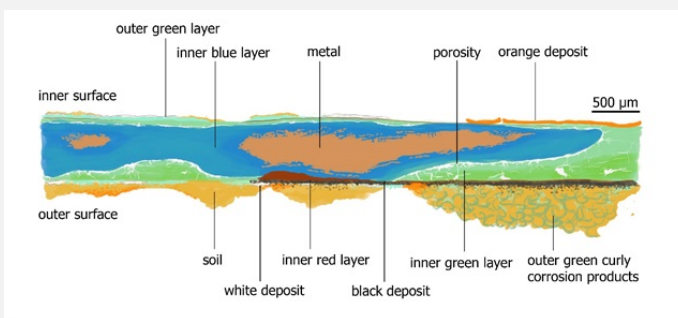 outer green layer
inner blue layer
metal
porosity
orange deposit
inner surface
500 µm
outer surface
soil
inner red layer
inner green layer
outer green curly
corrosion products
white deposit
black deposit